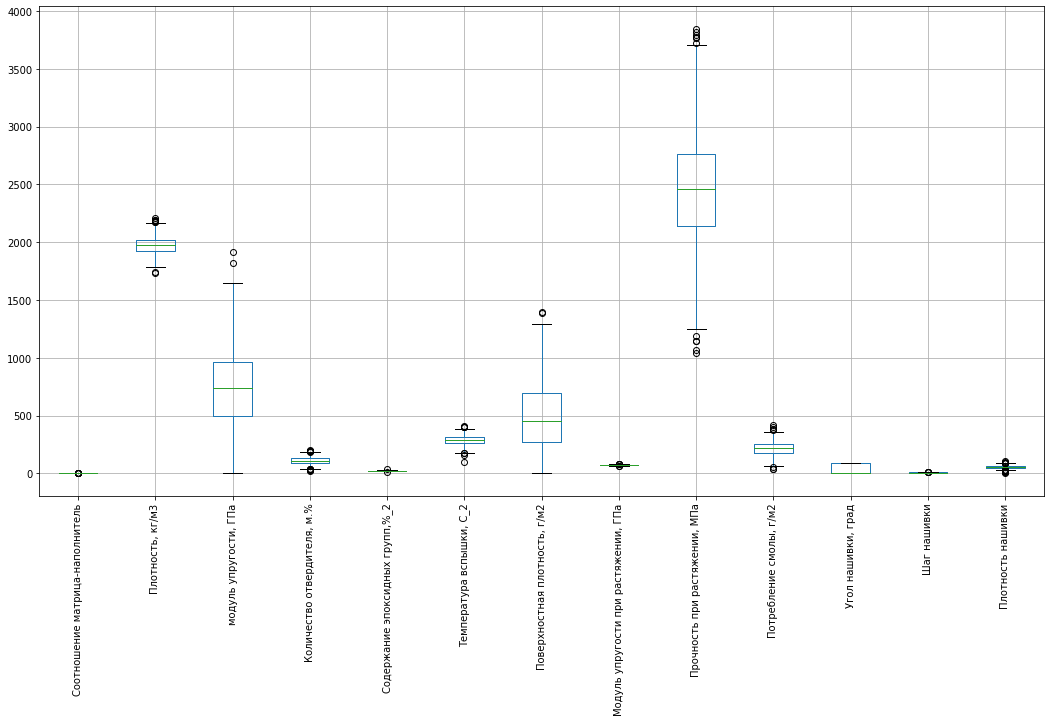 4000
3500
3000
2500
2000
1500
1000
500
0
Соотношение матрица-наполнитель
Плотность, кг/м3
модуль упругости, ГПа
Количество отвердителя, м.%
Содержание эпоксидных групп,%_2
Температура вспышки, С_2
Поверхностная плотность, г/м2
Модуль упругости при растяжении, ГПа
Прочность при растяжении, МПа
Потребление смолы, г/м2
Угол нашивки, град
Шаг нашивки
Плотность нашивки